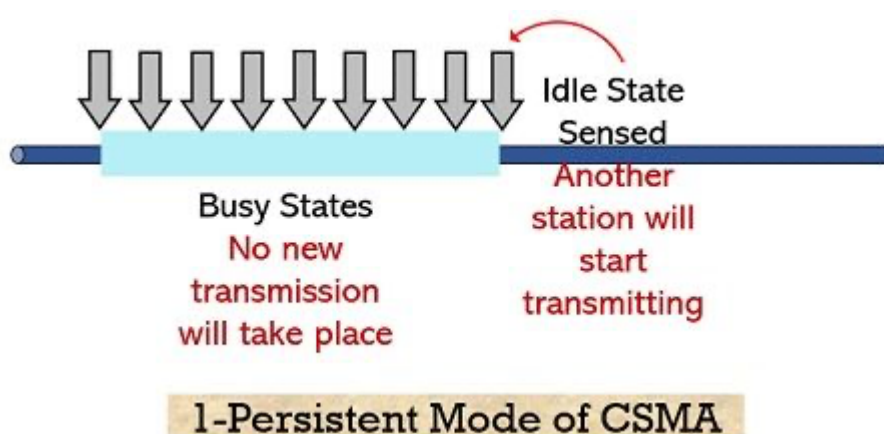 Idle State
Sensed
Another
station will
start
transmitting
Busy States
No new
transmission
will take place
1-Persistent Mode of CSMA